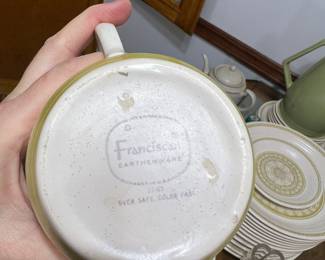 Franciscan
EARTHENWARE
OVEN SAFE, COLOR FAST